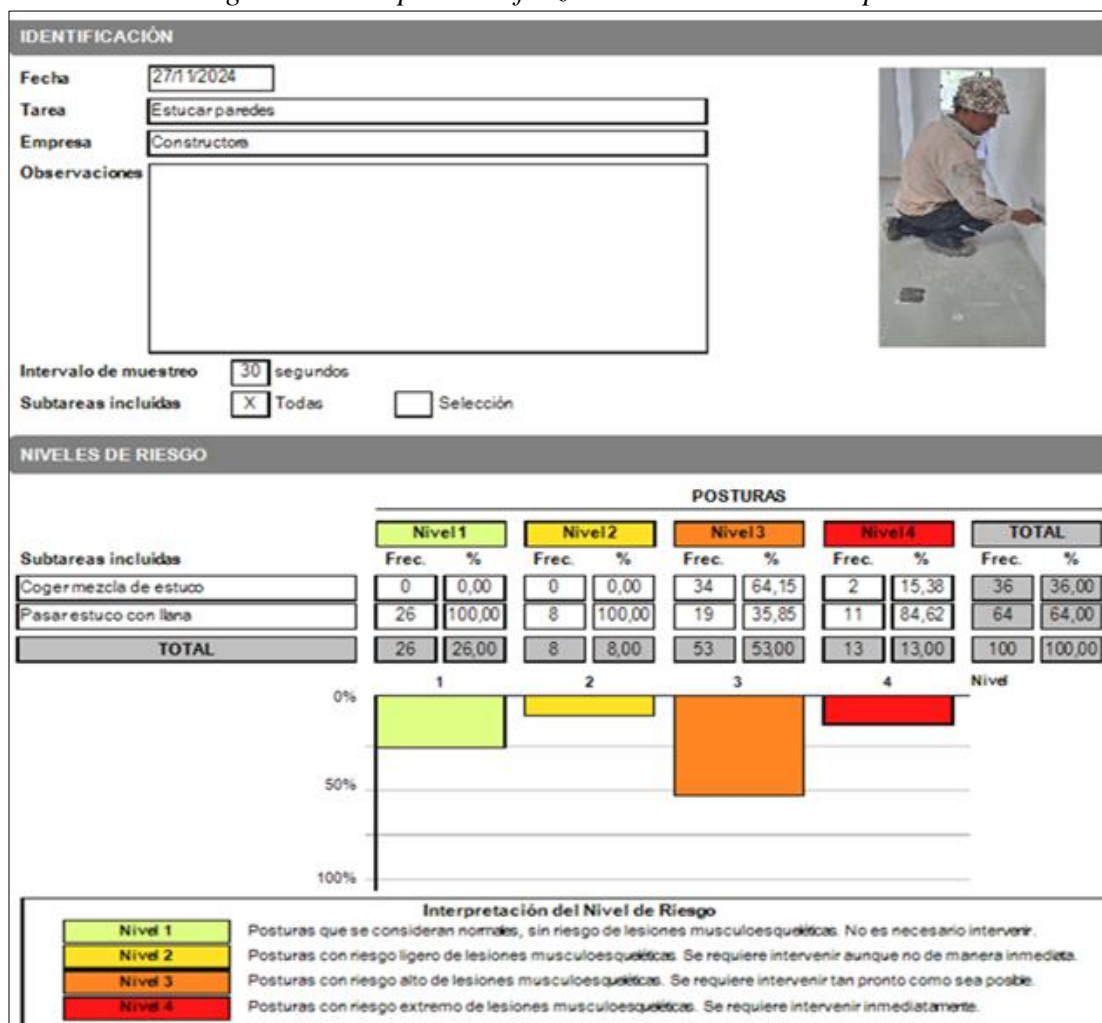 IDENTIFICACIÓN
Fecha 27/11/2024
Tarea Estucar paredes
Empresa Constructora
Observaciones
Intervalo de muestreo 30 segundos
Subtareas incluidas X Todas Selección
NIVELES DE RIESGO
POSTURAS
Nivel 1 Nivel 2 Nivel 3 Nivel 4 TOTAL
Subtareas incluidas Frec. % Frec. % Frec. % Frec. % Frec. %
Coger mezcla de estuco 0 0,00 0 0,00 34 64,15 2 15,38 36 36,00
Pasar estuco con llana 26 100,00 8 100,00 19 35,85 11 84,62 64 64,00
TOTAL 26 26,00 8 8,00 53 53,00 13 13,00 100 100,00
1 2 3 4 Nivel
0%
50%
100%
Interpretación del Nivel de Riesgo
Nivel 1 Posturas que se consideran normales, sin riesgo de lesiones musculoesqueléticas. No es necesario intervenir.
Nivel 2 Posturas con riesgo ligero de lesiones musculoesqueléticas. Se requiere intervenir aunque no de manera inmediata.
Nivel 3 Posturas con riesgo alto de lesiones musculoesqueléticas. Se requiere intervenir tan pronto como sea posible.
Nivel 4 Posturas con riesgo extremo de lesiones musculoesqueléticas. Se requiere intervenir inmediatamente.